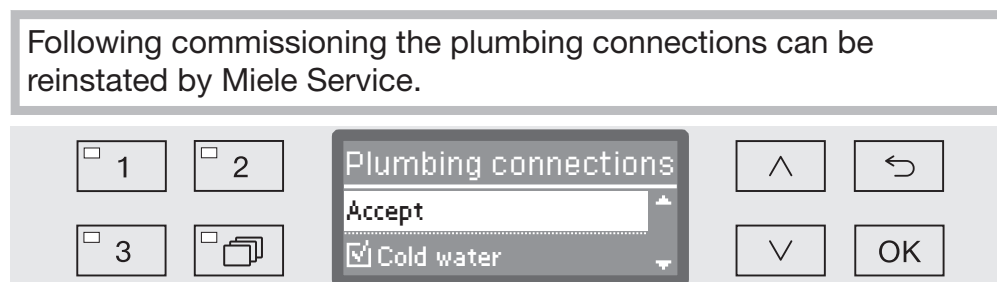 Following commissioning the plumbing connections can be
reinstated by Miele Service.
1 2 Plumbing connections
Accept
3 Cold water OK